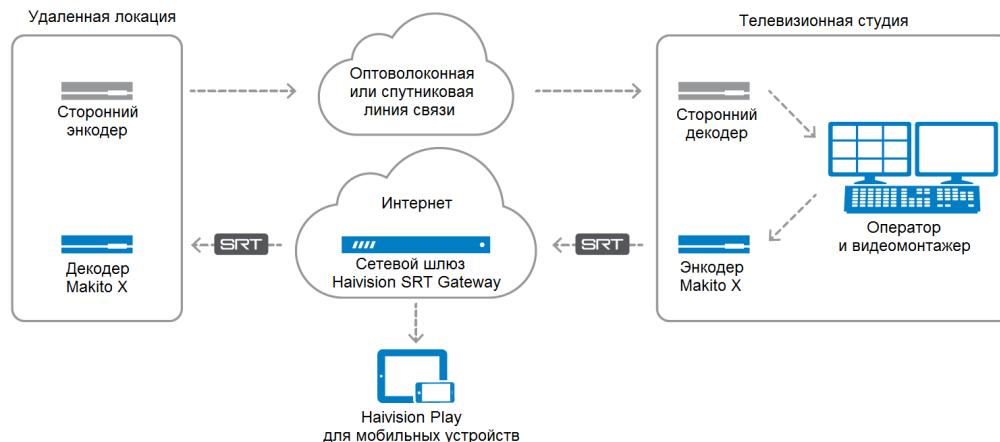 Удаленная локация
Телевизионная студия
Оптоволоконная
или спутниковая
линия связи
Сторонний
энкодер
Сторонний
декодер
Интернет
Оператор
и видеомонтажер
SRT
SRT
Декодер
Makito X
Сетевой шлюз
Haivision SRT Gateway
Энкодер
Makito X
Haivision Play
для мобильных устройств